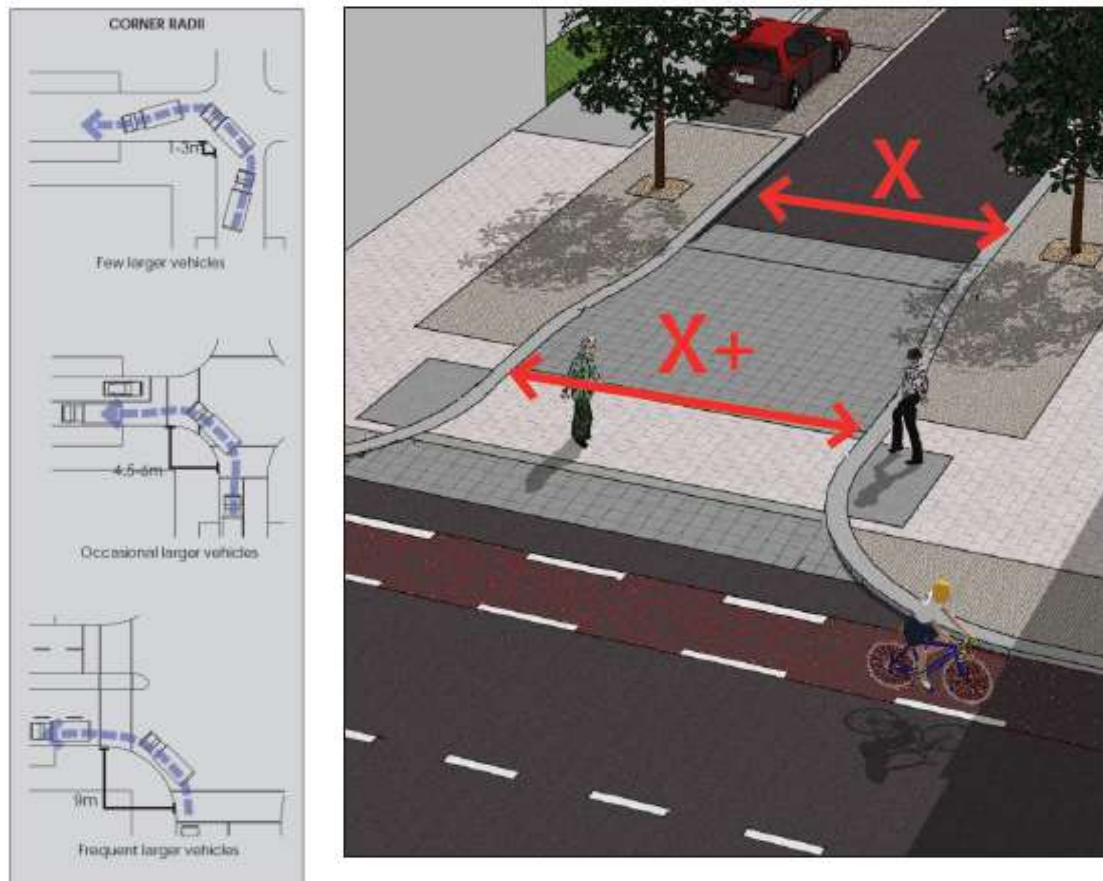 CORNER RADII
1-3m
Few larger vehicles
4.5-6m
Occasional larger vehicles
9m
Frequent larger vehicles
X
X+